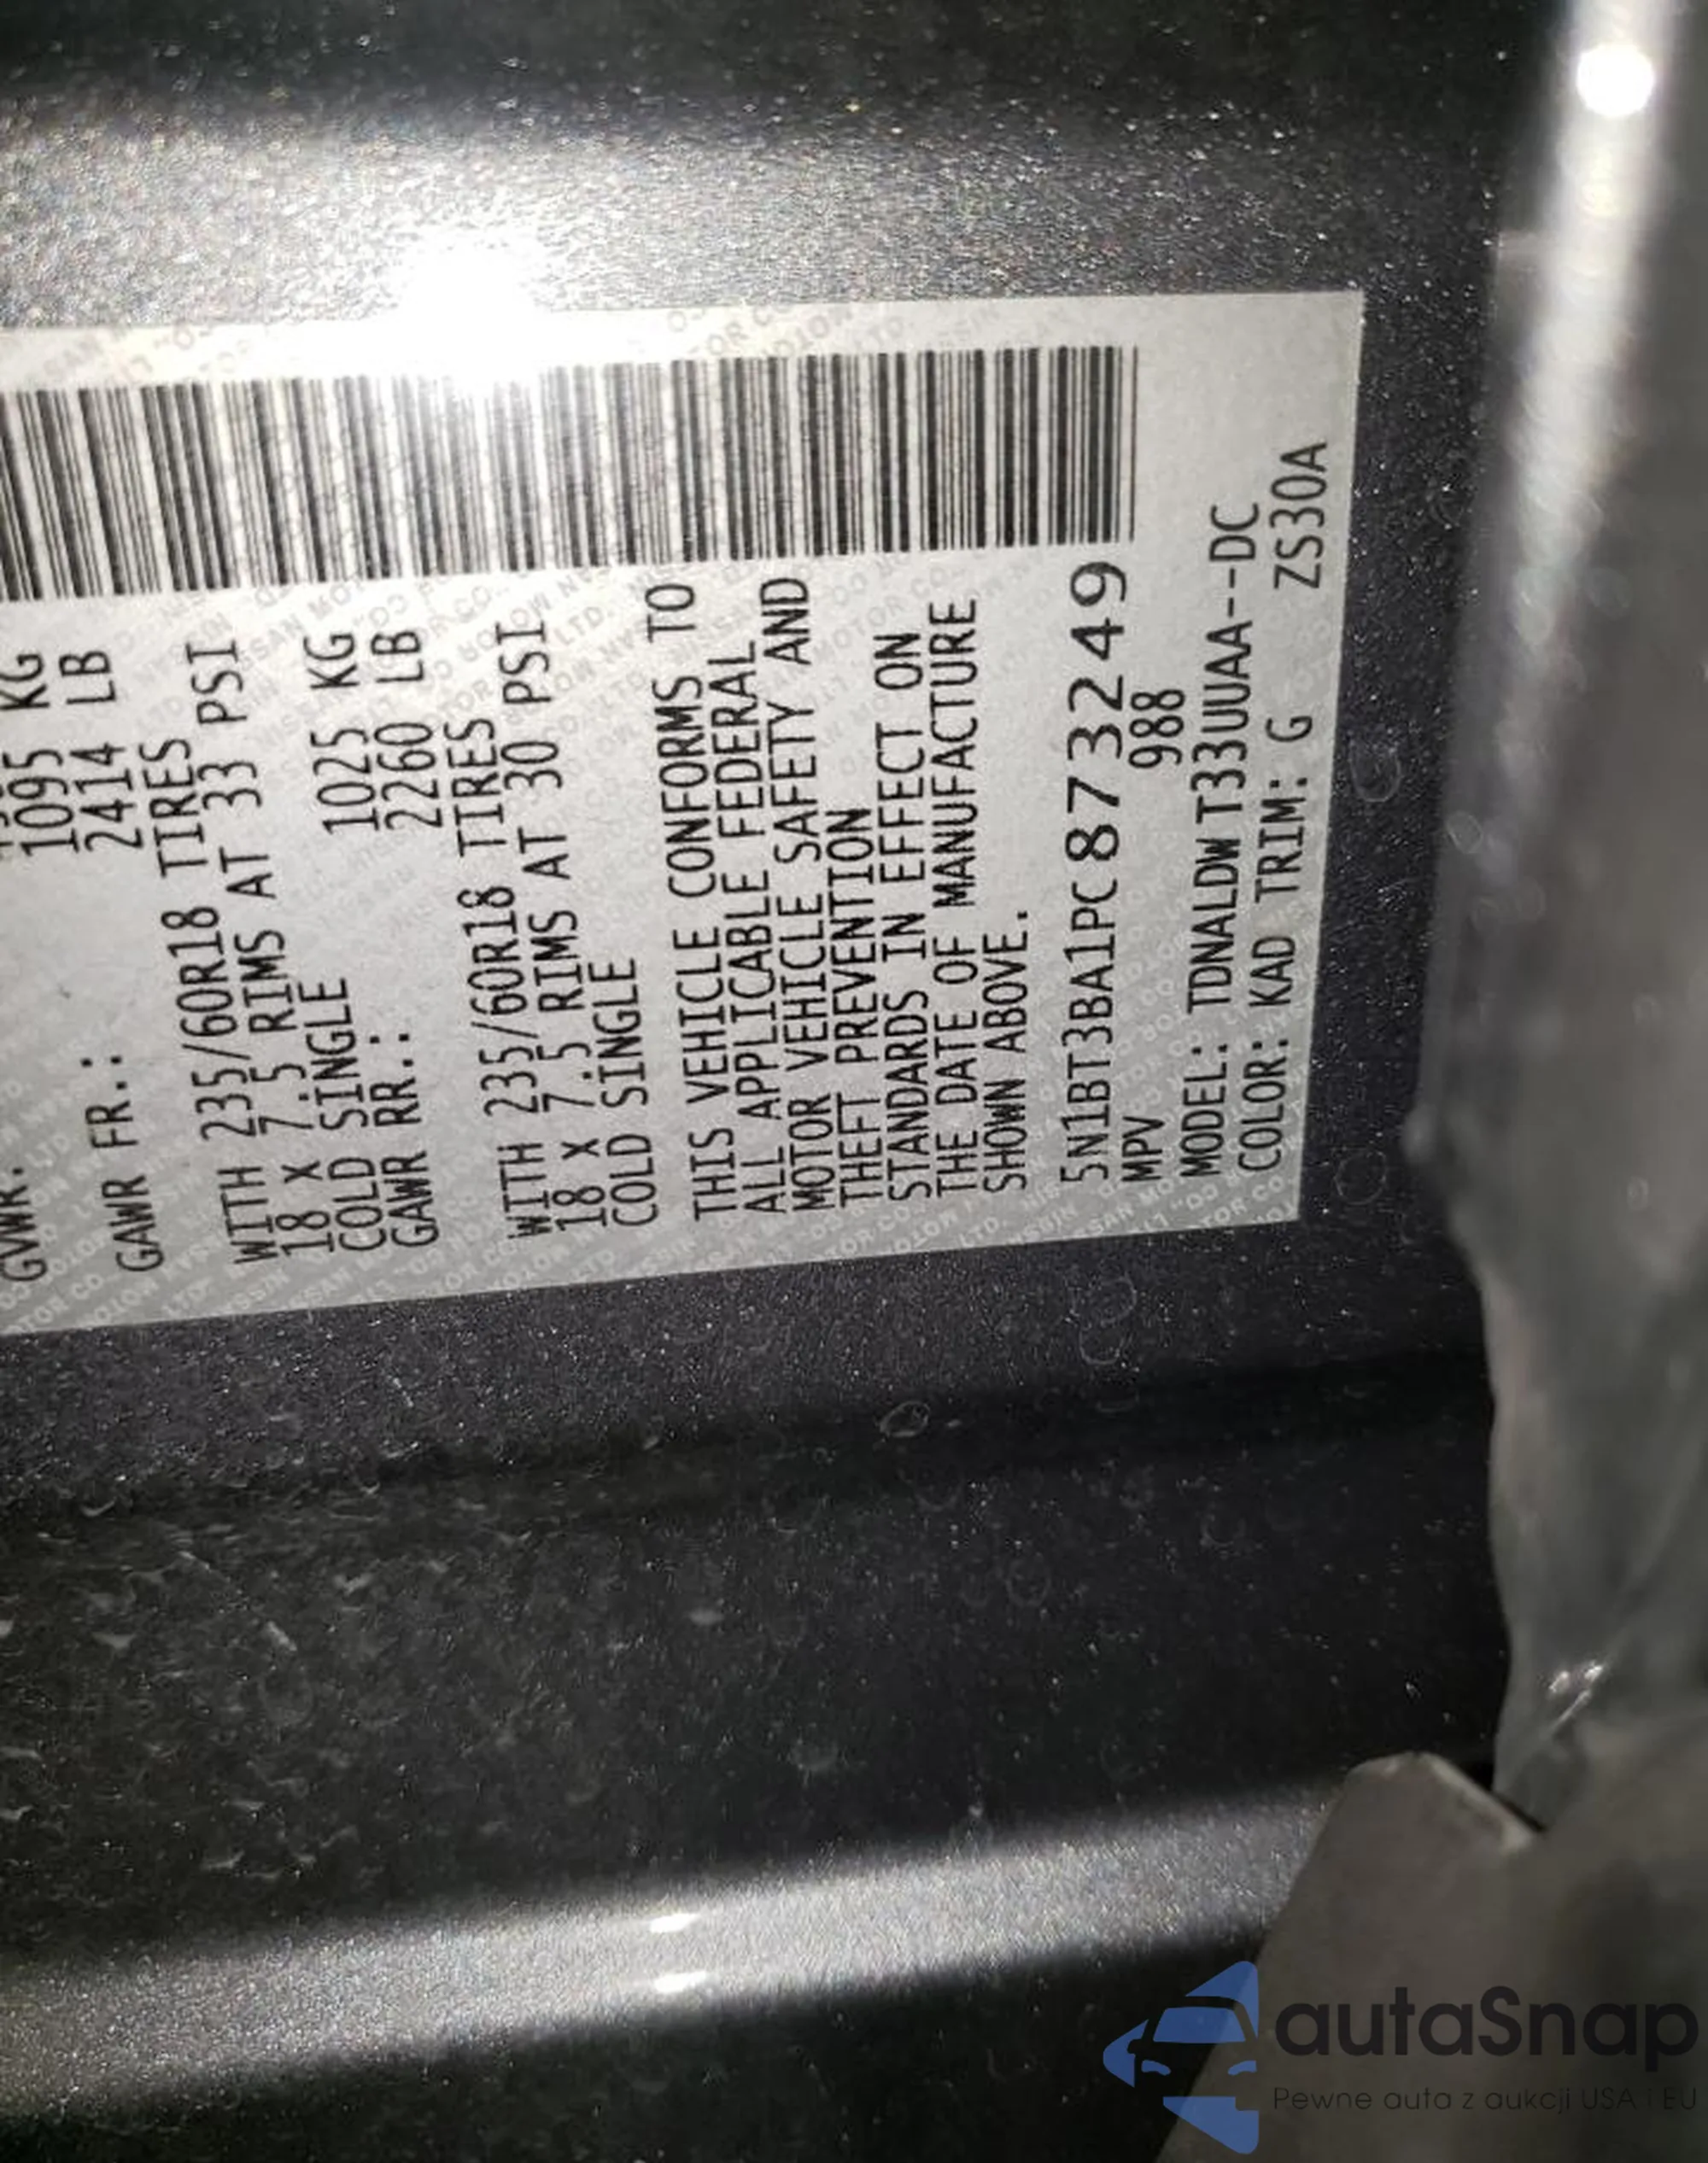 GVWR:
1095 KG
GAWR FR.: 2414 LB
WITH 235/60R18 TIRES
18 X 7.5 RIMS AT 33 PSI
COLD SINGLE
GAWR RR.: 1025 KG
2260 LB
WITH 235/60R18 TIRES
18 X 7.5 RIMS AT 30 PSI
COLD SINGLE
THIS VEHICLE CONFORMS TO
ALL APPLICABLE FEDERAL
MOTOR VEHICLE SAFETY AND
THEFT PREVENTION
STANDARDS IN EFFECT ON
THE DATE OF MANUFACTURE
SHOWN ABOVE.
5N1BT3BA1PC873249
MPV 988
MODEL: TDNALDWT33UUAA--DC
COLOR: KAD TRIM: G ZS30A
autaSnap
Pewne auta z aukcji USA i EU